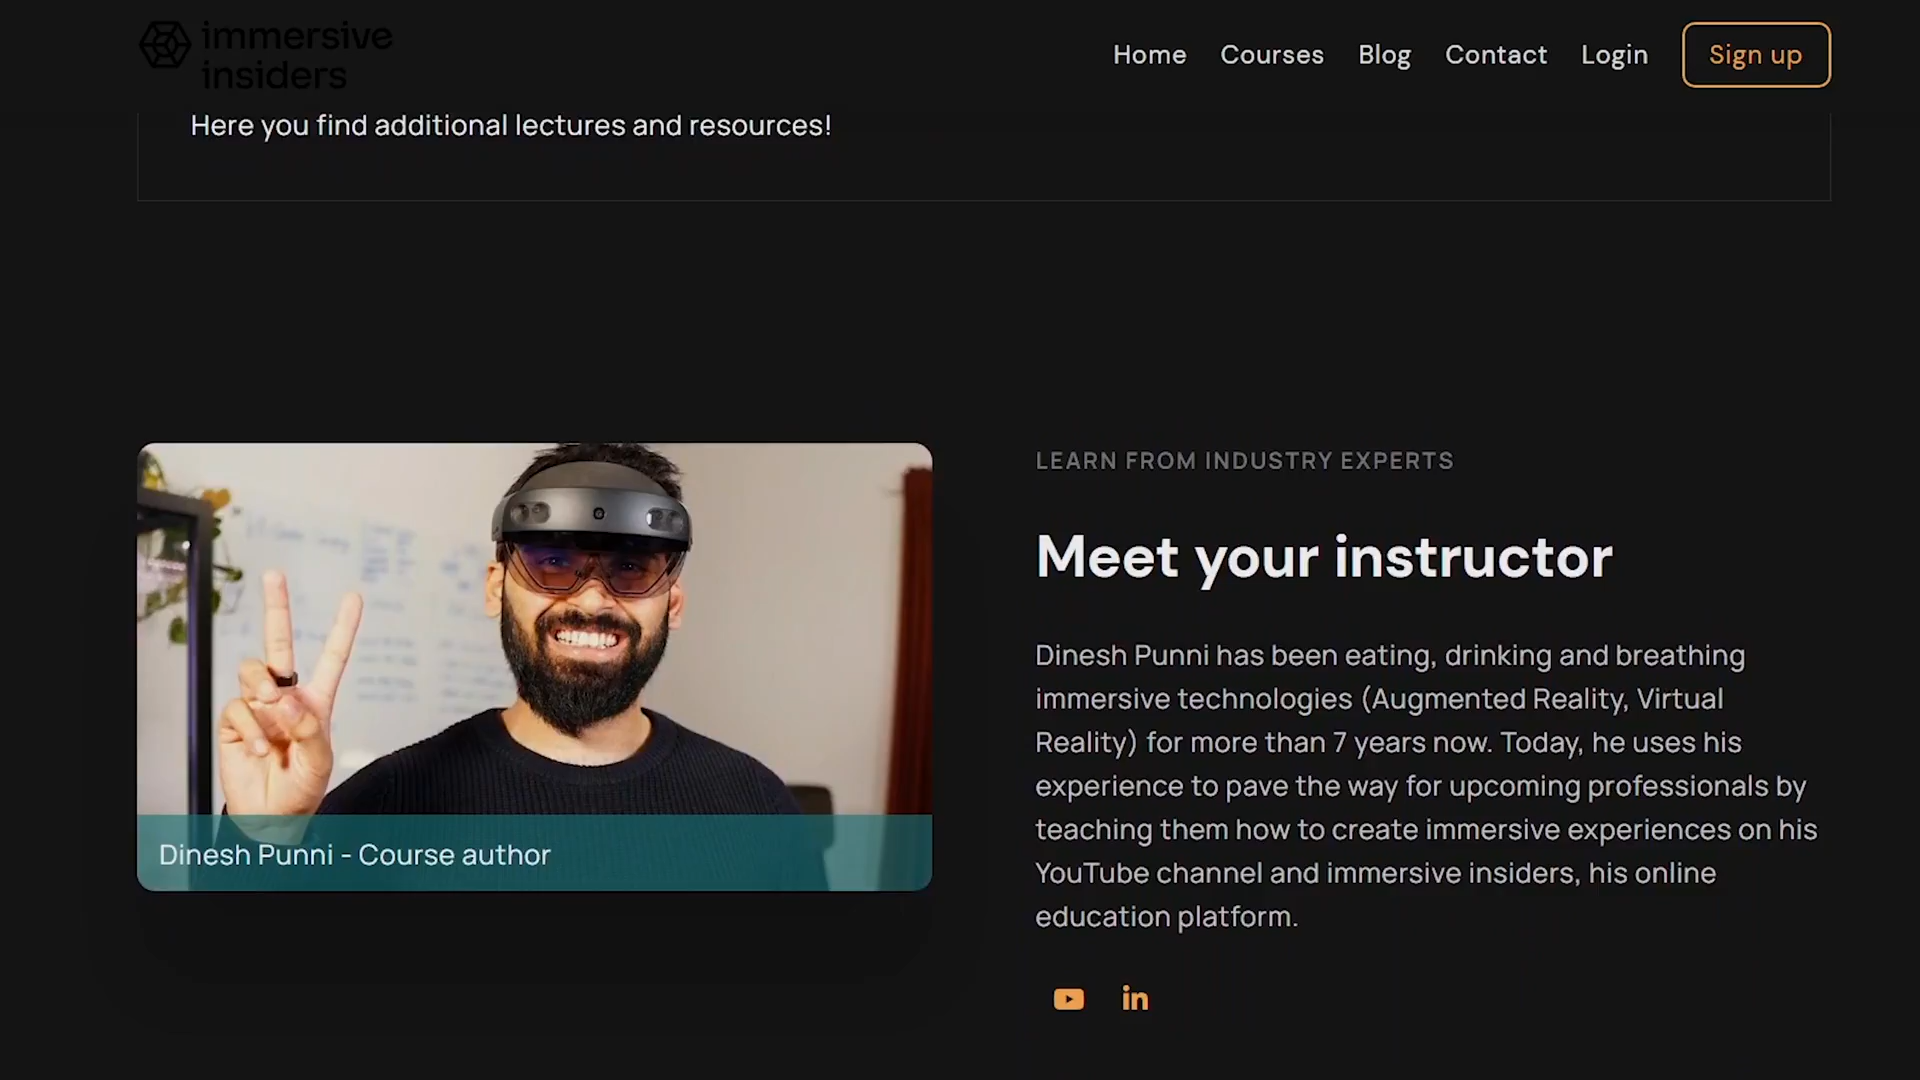 immersive
insiders
Home Courses Blog Contact Login Sign up
Here you find additional lectures and resources!
LEARN FROM INDUSTRY EXPERTS
Meet your instructor
Dinesh Punni has been eating, drinking and breathing
immersive technologies (Augmented Reality, Virtual
Reality) for more than 7 years now. Today, he uses his
experience to pave the way for upcoming professionals by
teaching them how to create immersive experiences on his
YouTube channel and immersive insiders, his online
education platform.
Dinesh Punni - Course author
in